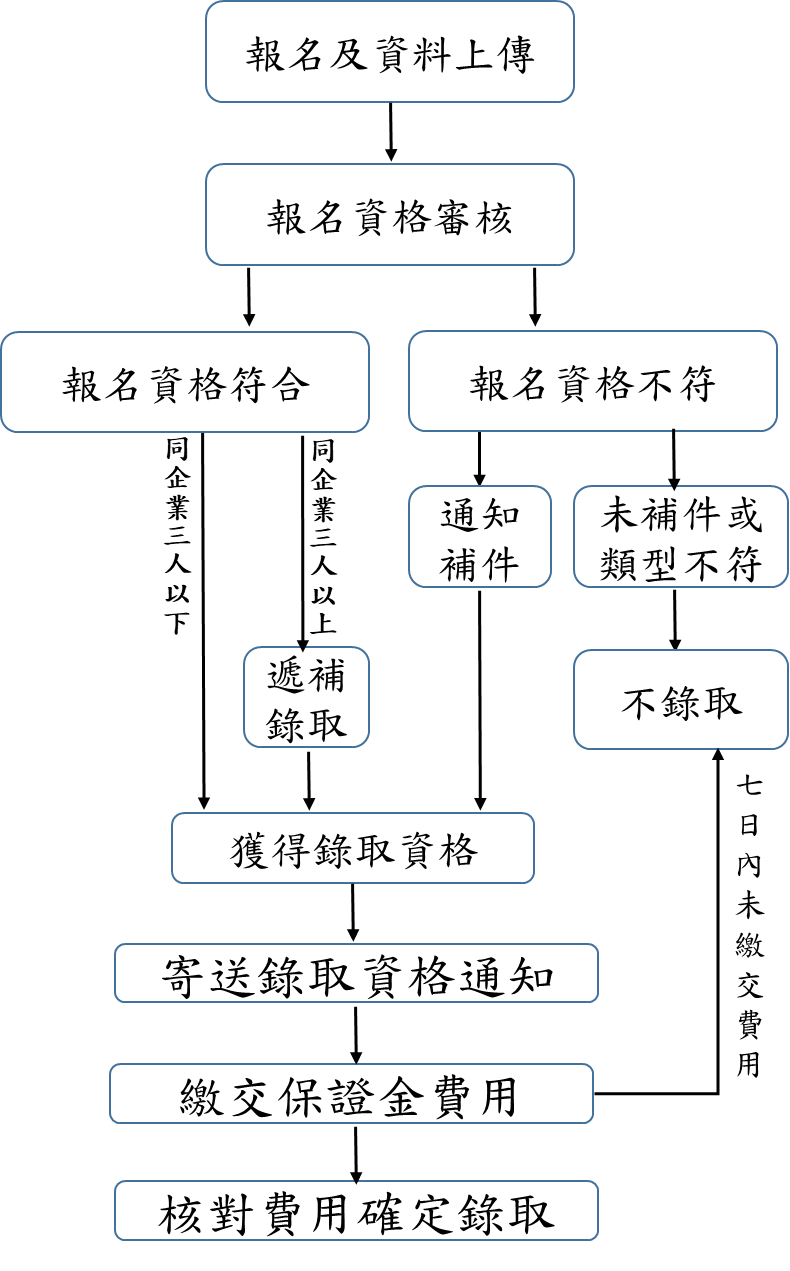 報名及資料上傳
報名資格審核
報名資格符合
報名資格不符
同企業三人以下
同企業三人以上
通知
補件
未補件或
類型不符
遞補
錄取
不錄取
七日內未繳交費用
獲得錄取資格
寄送錄取資格通知
繳交保證金費用
核對費用確定錄取